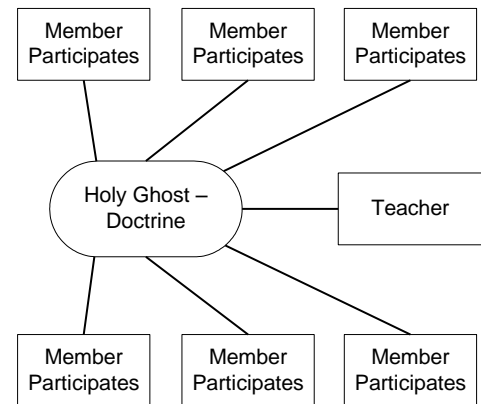 Member
Participates
Member
Participates
Member
Participates
Holy Ghost –
Doctrine
Teacher
Member
Participates
Member
Participates
Member
Participates